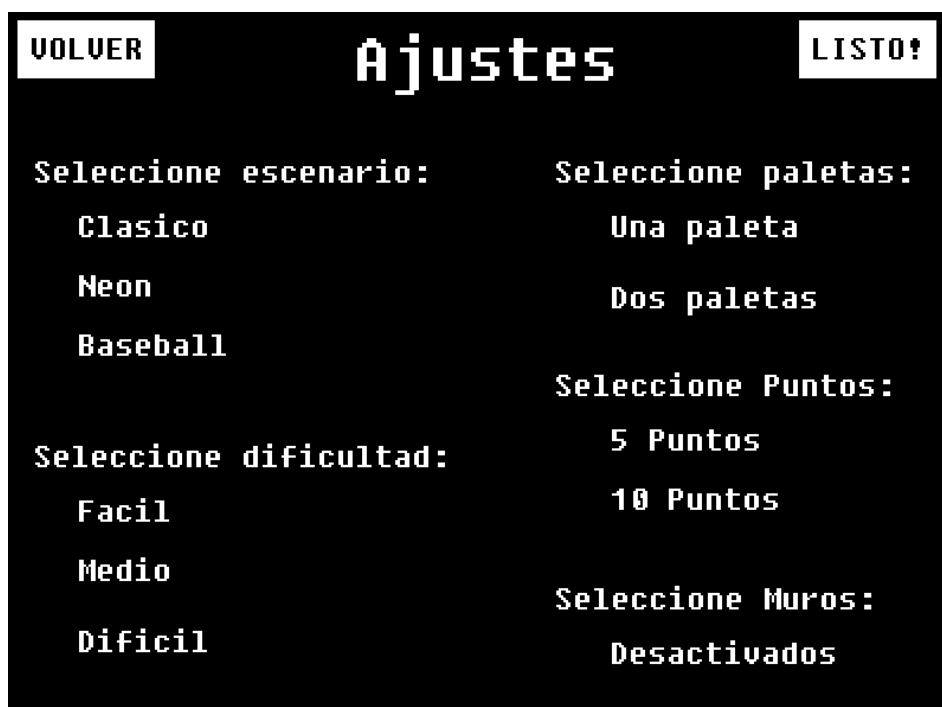 VOLVER
Ajustes
LISTO!
Seleccione escenario:
Clasico
Neon
Baseball
Seleccione dificultad:
Facil
Medio
Dificil
Seleccione paletas:
Una paleta
Dos paletas
Seleccione Puntos:
5 Puntos
10 Puntos
Seleccione Muros:
Desactivados